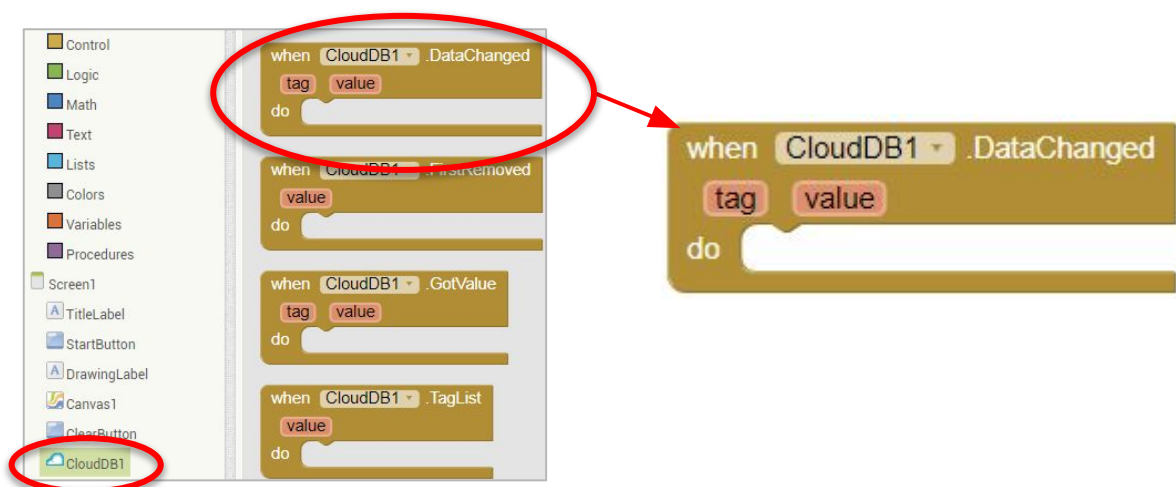 Control
Logic
Math
Text
Lists
Colors
Variables
Procedures
Screen1
TitleLabel
StartButton
DrawingLabel
Canvas1
ClearButton
CloudDB1
when CloudDB1 .DataChanged
tag value
do
when CloudDB1 .FirstRemoved
value
do
when CloudDB1 .GotValue
tag value
do
when CloudDB1 .TagList
value
do
when CloudDB1 .DataChanged
tag value
do